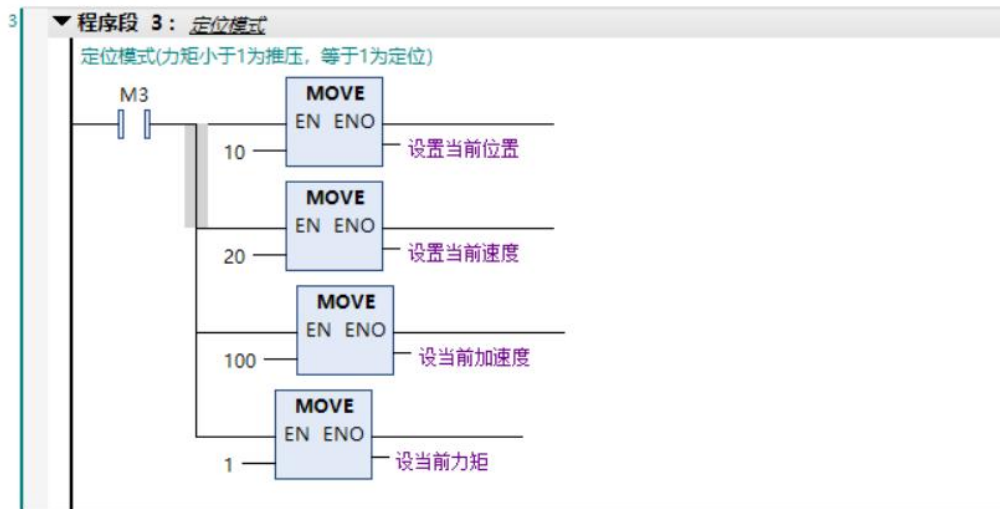 3
程序段 3： 定位模式
定位模式(力矩小于1为推压，等于1为定位)
M3
MOVE
EN ENO
10
设置当前位置
MOVE
EN ENO
20
设置当前速度
MOVE
EN ENO
100
设当前加速度
MOVE
EN ENO
1
设当前力矩